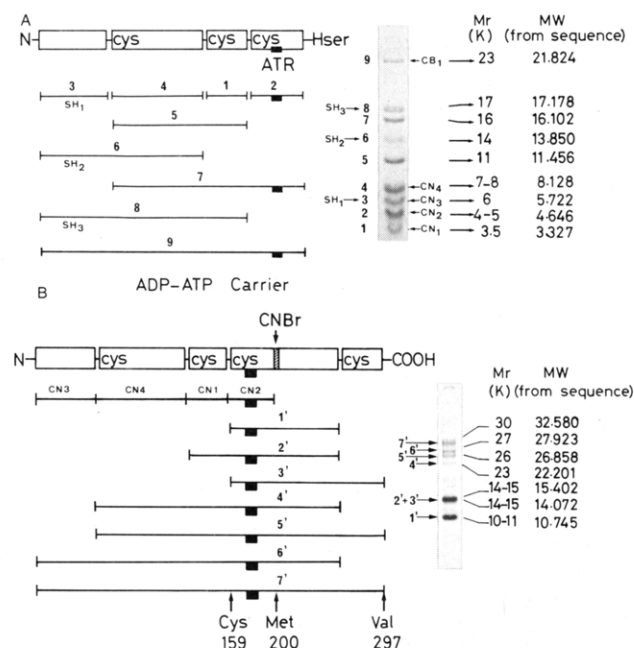 A
N- cys cys cys -Hser
ATR
3 4 1 2
SH1
5
6
SH2
7
8
SH3
9
Mr MW
(K) (from sequence)
9 ←CB1 → 23 21.824
SH3→ 8 → 17 17.178
7 → 16 16.102
SH2→ 6 → 14 13.850
5 → 11 11.456
4 ←CN4 → 7-8 8.128
SH1→ 3 ←CN3 → 6 5.722
2 ←CN2 → 4-5 4.646
1 ←CN1 → 3.5 3.327
ADP-ATP Carrier
B
CNBr
N- cys cys cys cys -COOH
CN3 CN4 CN1 CN2
1'
2'
3'
4'
5'
6'
7'
Cys Met Val
159 200 297
Mr MW
(K) (from sequence)
30 32.580
7' 27 27.923
6'
5' 26 26.858
4' 23 22.201
14-15 15.402
2'+3' 14-15 14.072
1' 10-11 10.745